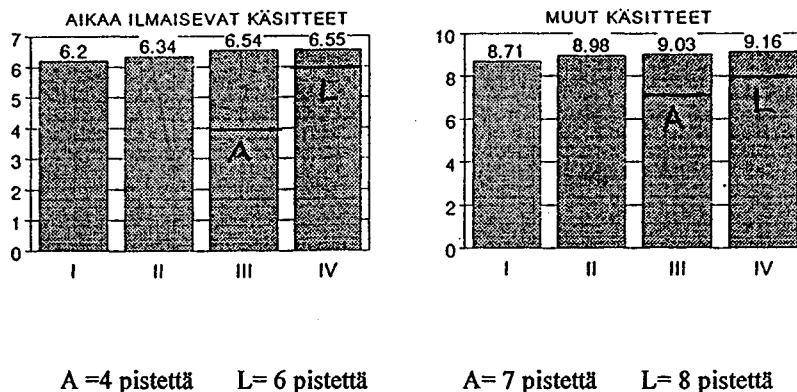 AIKAA ILMAISEVAT KÄSITTEET
7
6
5
4
3
2
1
0
6.2
6.34
6.54
6.55
A
L
I
II
III
IV
MUUT KÄSITTEET
10
8
6
4
2
0
8.71
8.98
9.03
9.16
A
L
I
II
III
IV
A =4 pistettä L= 6 pistettä
A= 7 pistettä L= 8 pistettä